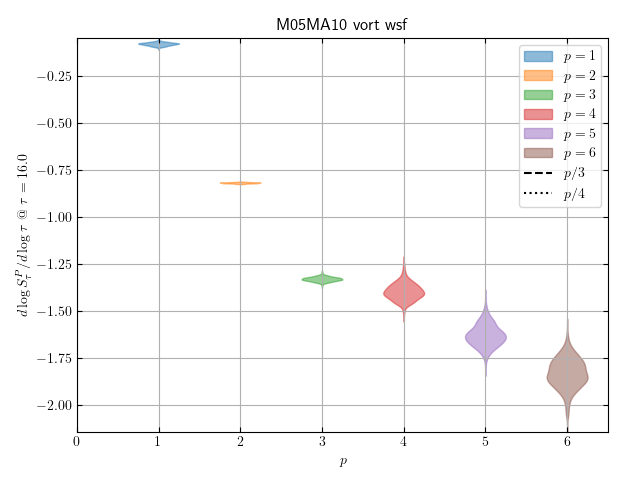 M05MA10 vort wsf
d log S_τ^P / d log τ @ τ = 16.0
−0.25
−0.50
−0.75
−1.00
−1.25
−1.50
−1.75
−2.00
0 1 2 3 4 5 6
p
p = 1
p = 2
p = 3
p = 4
p = 5
p = 6
p/3
p/4